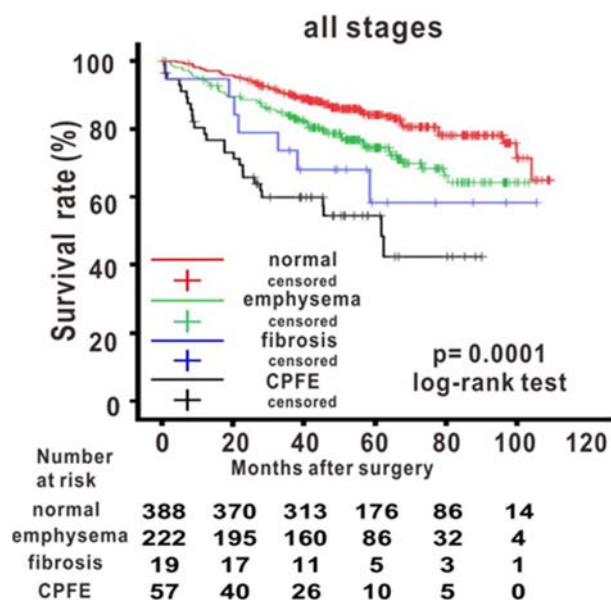 all stages
Survival rate (%)
100
80
60
40
20
0
normal
censored
emphysema
censored
fibrosis
censored
CPFE
censored
p= 0.0001
log-rank test
0 20 40 60 80 100 120
Months after surgery
Number
at risk
normal 388 370 313 176 86 14
emphysema 222 195 160 86 32 4
fibrosis 19 17 11 5 3 1
CPFE 57 40 26 10 5 0